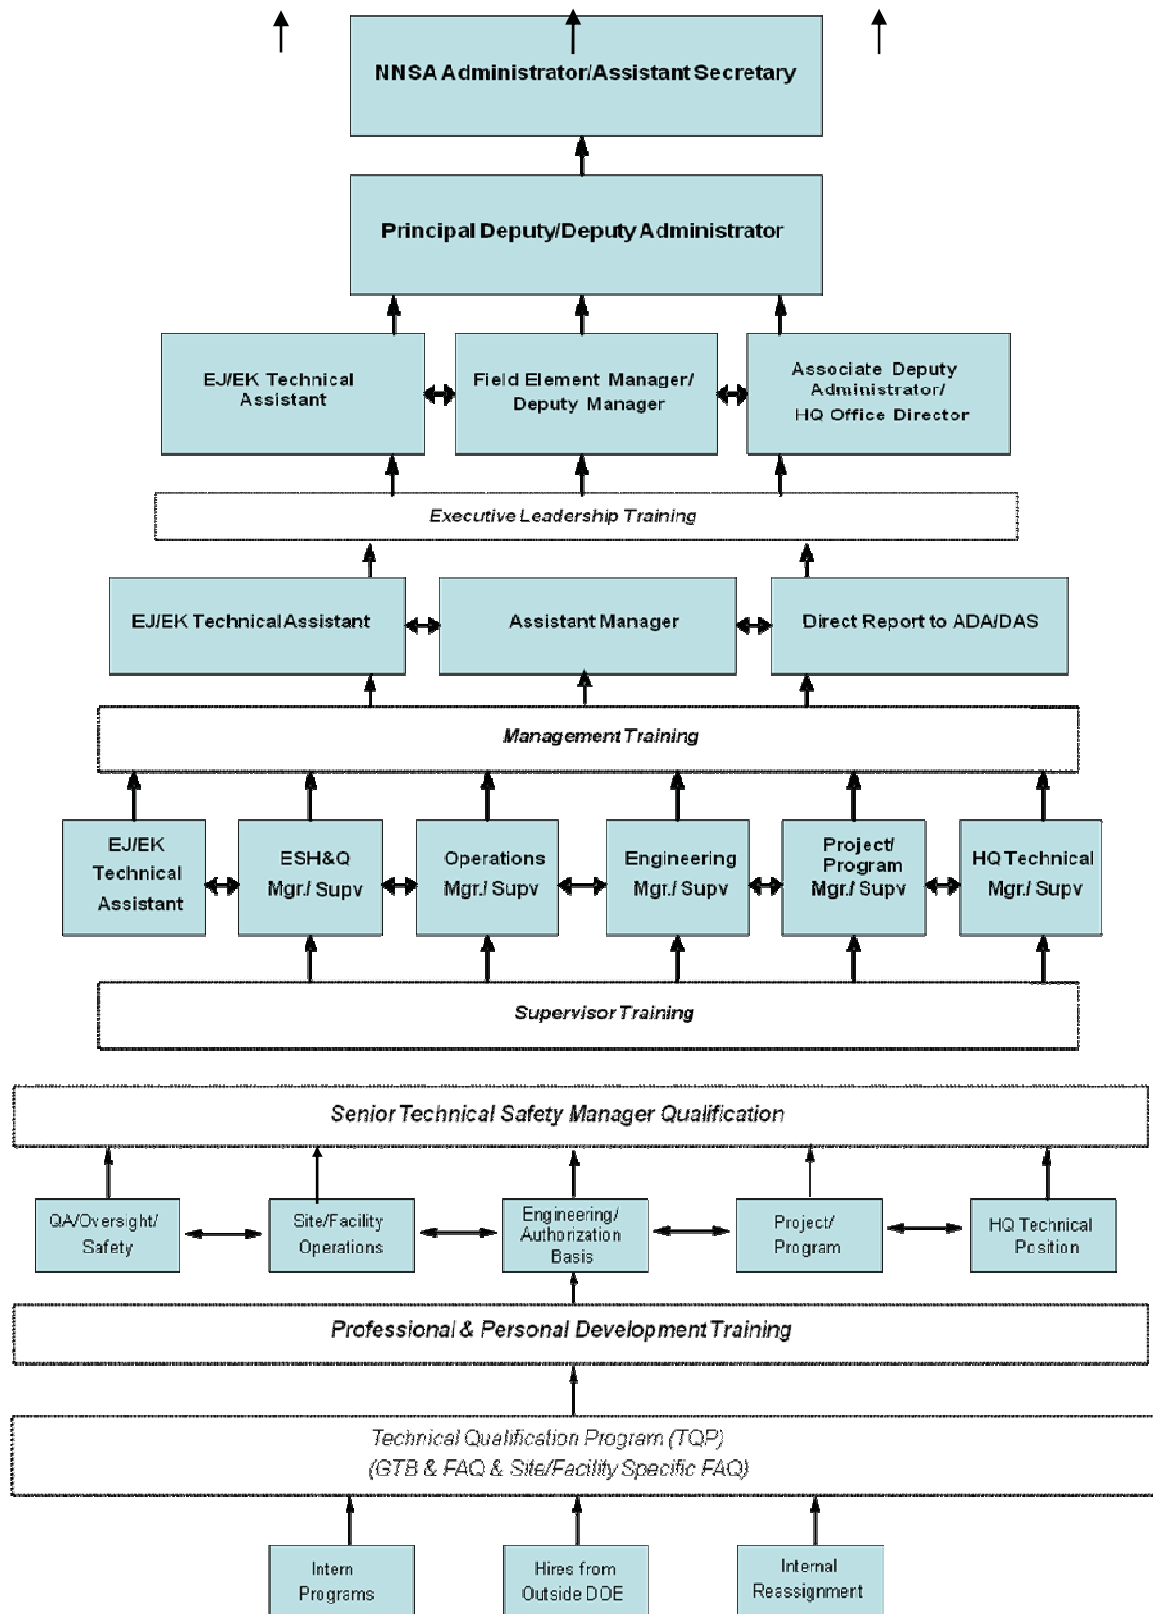 NNSA Administrator/Assistant Secretary
Principal Deputy/Deputy Administrator
EJ/EK Technical
Assistant
Field Element Manager/
Deputy Manager
Associate Deputy
Administrator/
HQ Office Director
Executive Leadership Training
EJ/EK Technical Assistant
Assistant Manager
Direct Report to ADA/DAS
Management Training
EJ/EK
Technical
Assistant
ESH&Q
Mgr./ Supv
Operations
Mgr./ Supv
Engineering
Mgr./ Supv
Project/
Program
Mgr./ Supv
HQ Technical
Mgr./ Supv
Supervisor Training
Senior Technical Safety Manager Qualification
QA/Oversight/
Safety
Site/Facility
Operations
Engineering/
Authorization
Basis
Project/
Program
HQ Technical
Position
Professional & Personal Development Training
Technical Qualification Program (TQP)
(GTB & FAQ & Site/Facility Specific FAQ)
Intern
Programs
Hires from
Outside DOE
Internal
Reassignment